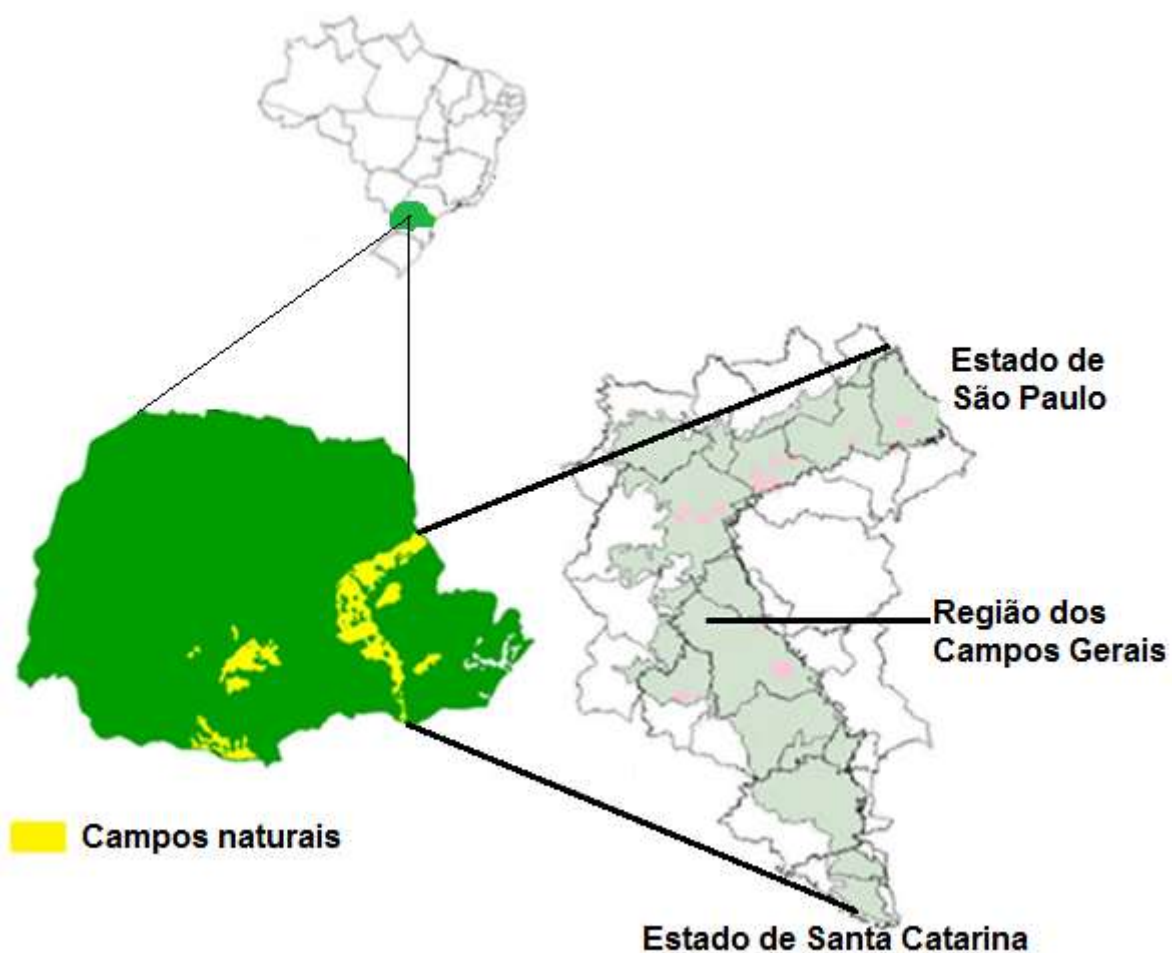 Estado de
São Paulo
Região dos
Campos Gerais
Campos naturais
Estado de Santa Catarina